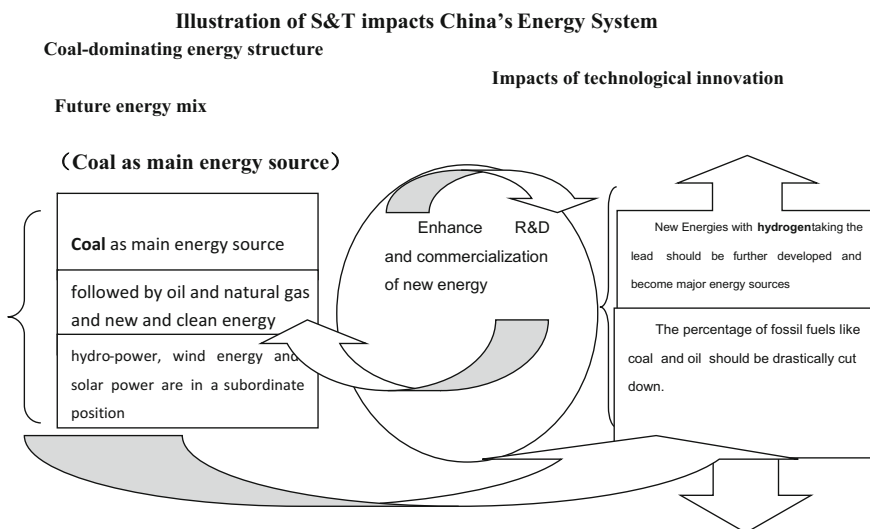 Illustration of S&T impacts China's Energy System
Coal-dominating energy structure
Impacts of technological innovation
Future energy mix
（Coal as main energy source）
Coal as main energy source
followed by oil and natural gas
and new and clean energy
hydro-power, wind energy and
solar power are in a subordinate
position
Enhance R&D
and commercialization
of new energy
New Energies with hydrogentaking the
lead should be further developed and
become major energy sources
The percentage of fossil fuels like
coal and oil should be drastically cut
down.